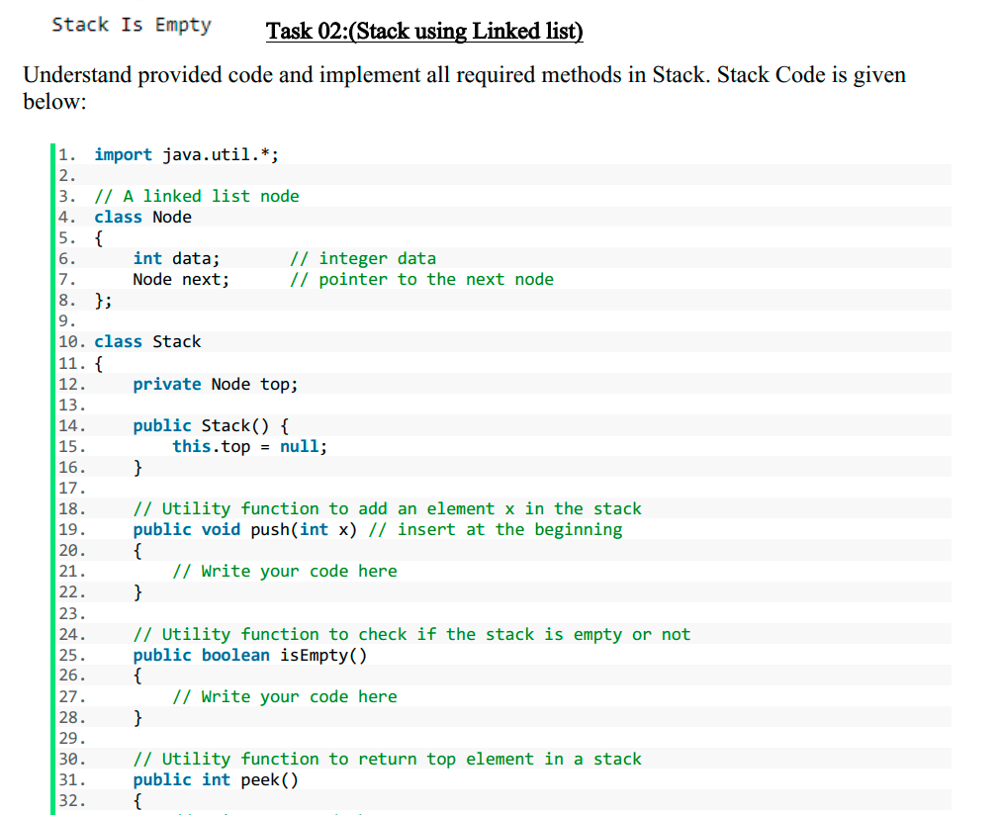 Stack Is Empty
Task 02:(Stack using Linked list)
Understand provided code and implement all required methods in Stack. Stack Code is given
below:
1. import java.util.*;
2.
3. // A linked list node
4. class Node
5. {
6.     int data;       // integer data
7.     Node next;      // pointer to the next node
8. };
9.
10. class Stack
11. {
12.     private Node top;
13.
14.     public Stack() {
15.         this.top = null;
16.     }
17.
18.     // Utility function to add an element x in the stack
19.     public void push(int x) // insert at the beginning
20.     {
21.         // Write your code here
22.     }
23.
24.     // Utility function to check if the stack is empty or not
25.     public boolean isEmpty()
26.     {
27.         // Write your code here
28.     }
29.
30.     // Utility function to return top element in a stack
31.     public int peek()
32.     {